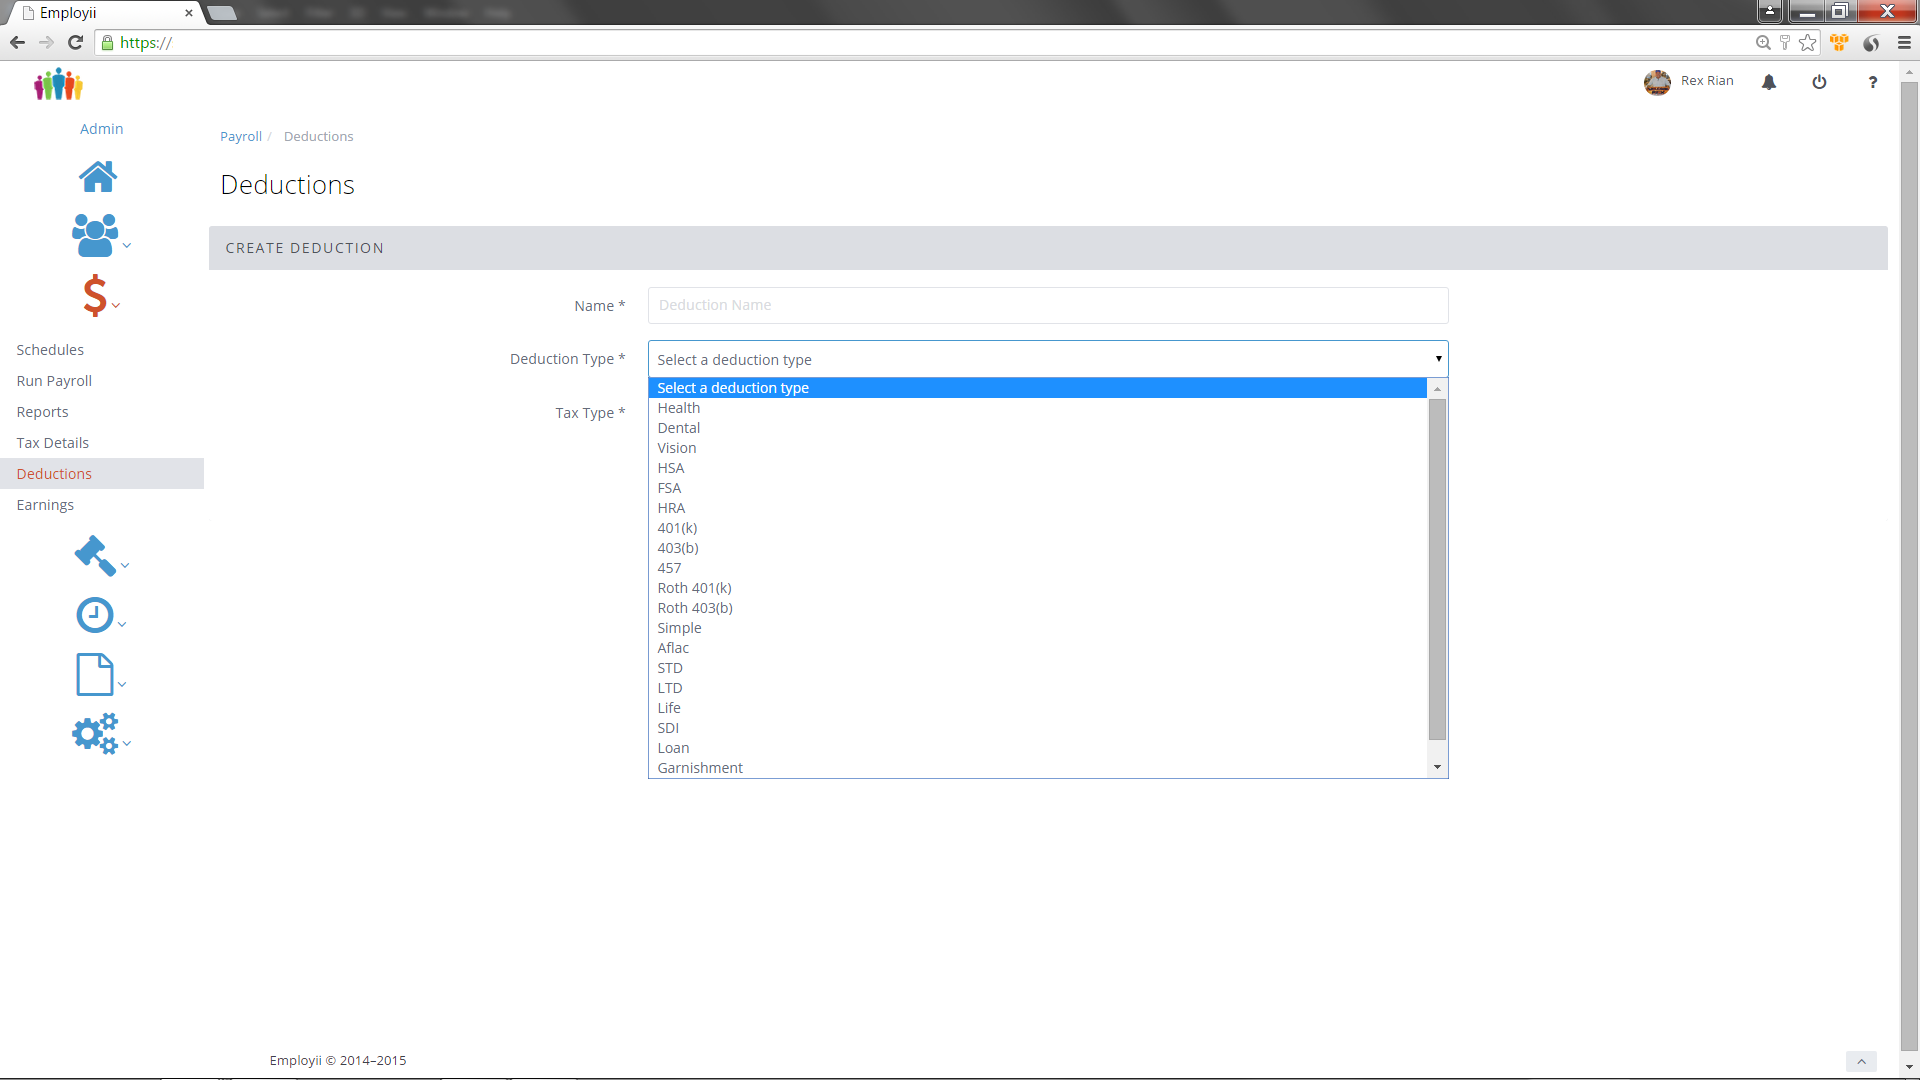 Employii
https://
Rex Rian
?
Admin
Payroll / Deductions
Deductions
CREATE DEDUCTION
Name *
Deduction Name
Deduction Type *
Select a deduction type
Select a deduction type
Health
Tax Type *
Dental
Vision
HSA
FSA
HRA
401(k)
403(b)
457
Roth 401(k)
Roth 403(b)
Simple
Aflac
STD
LTD
Life
SDI
Loan
Garnishment
Schedules
Run Payroll
Reports
Tax Details
Deductions
Earnings
Employii © 2014–2015